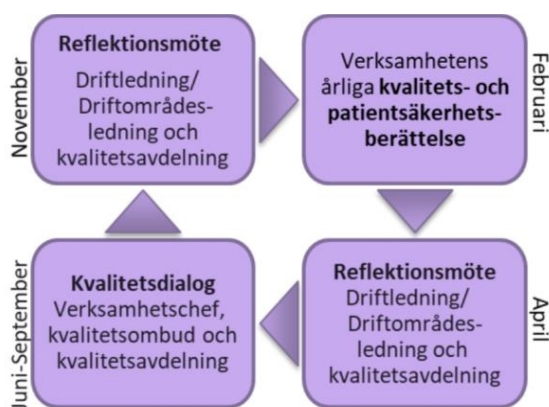 November
Reflektionsmöte
Driftledning/
Driftområdes-
ledning och
kvalitetsavdelning
Verksamhetens
årliga kvalitets- och
patientsäkerhets-
berättelse
Februari
Juni-September
Kvalitetsdialog
Verksamhetschef,
kvalitetsombud och
kvalitetsavdelning
Reflektionsmöte
Driftledning/
Driftområdes-
ledning och
kvalitetsavdelning
April